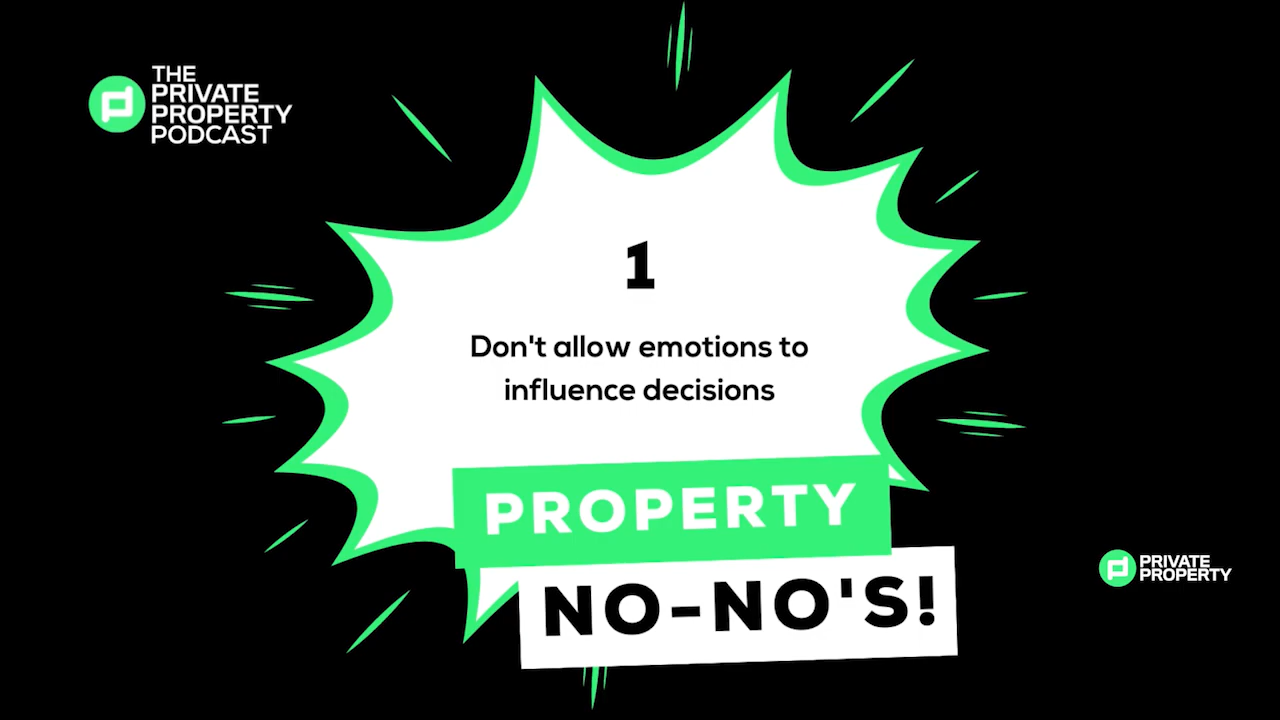 THE
PRIVATE
PROPERTY
PODCAST
1
Don't allow emotions to
influence decisions
PROPERTY
NO-NO'S!
PRIVATE
PROPERTY